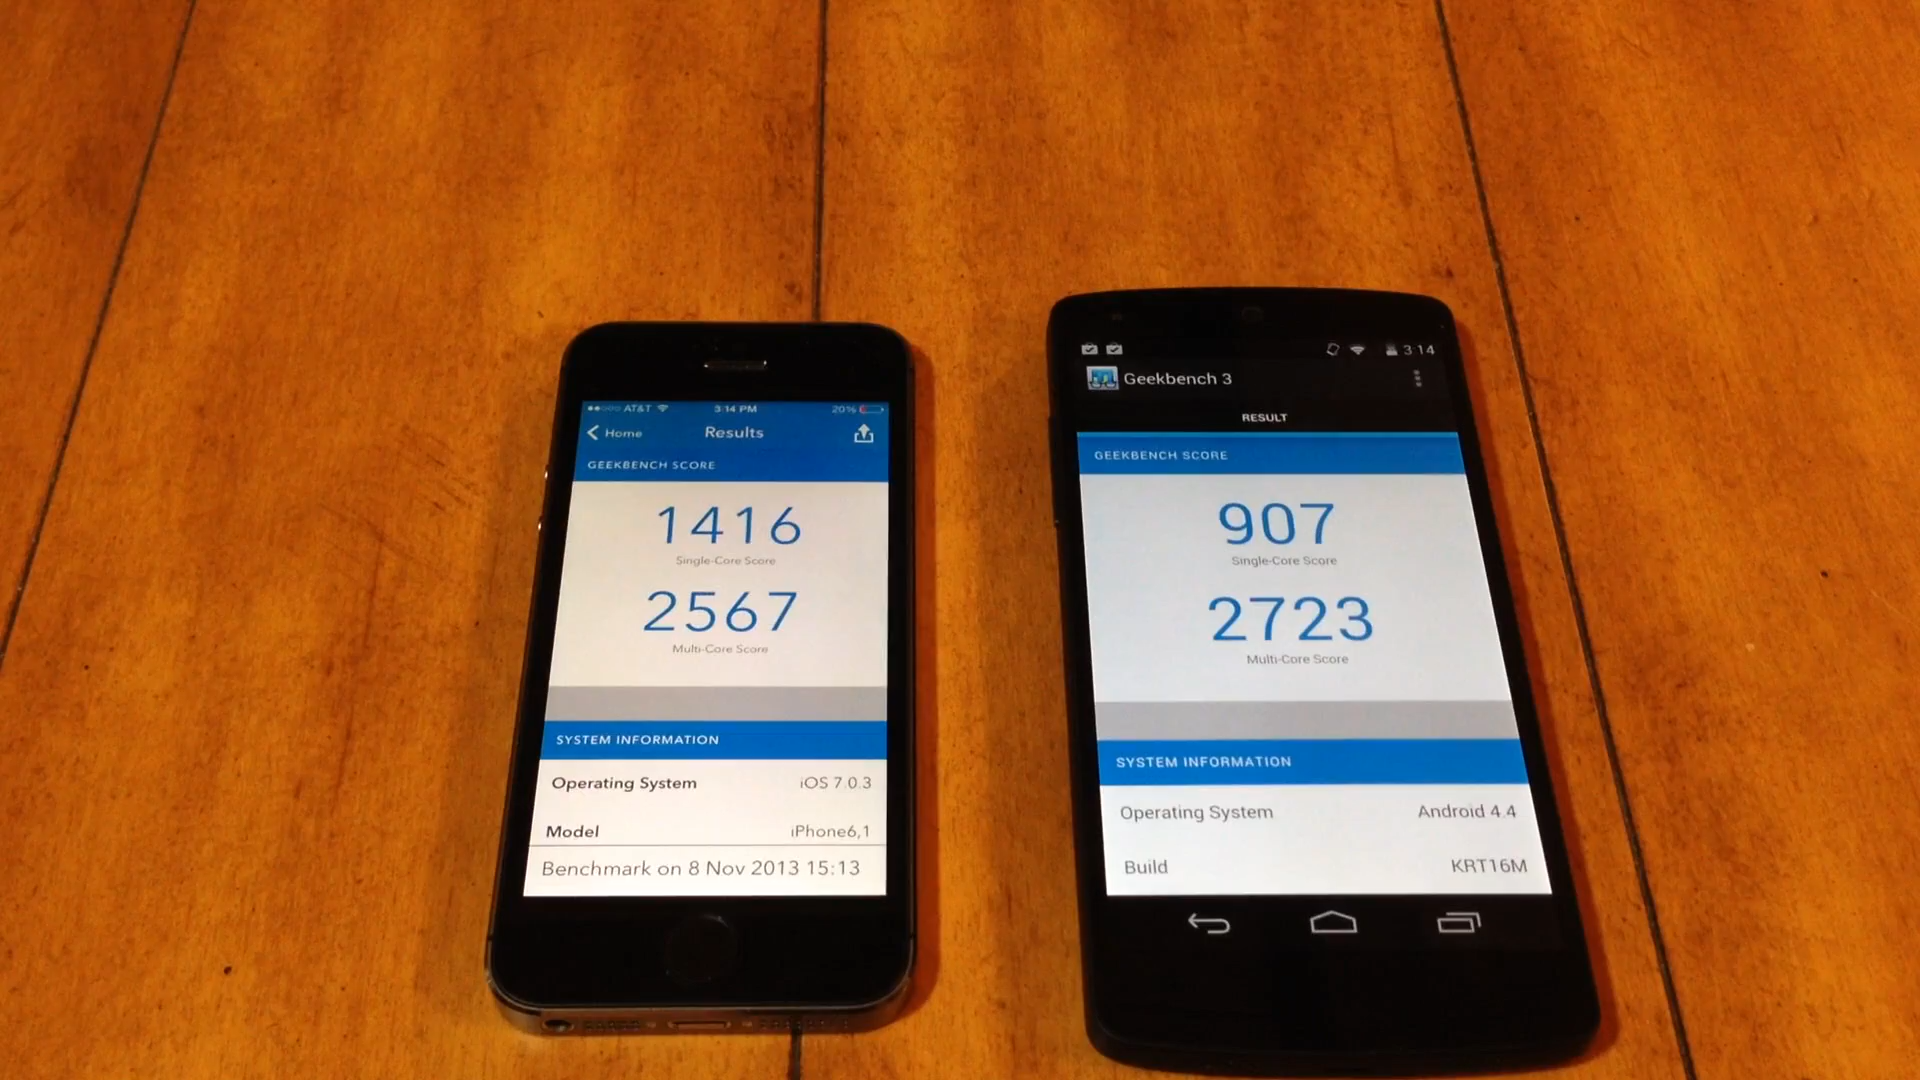 AT&T 3:14 PM 20%
Home Results
GEEKBENCH SCORE
1416
Single-Core Score
2567
Multi-Core Score
SYSTEM INFORMATION
Operating System iOS 7.0.3
Model iPhone6,1
Benchmark on 8 Nov 2013 15:13
3:14
Geekbench 3
RESULT
GEEKBENCH SCORE
907
Single-Core Score
2723
Multi-Core Score
SYSTEM INFORMATION
Operating System Android 4.4
Build KRT16M